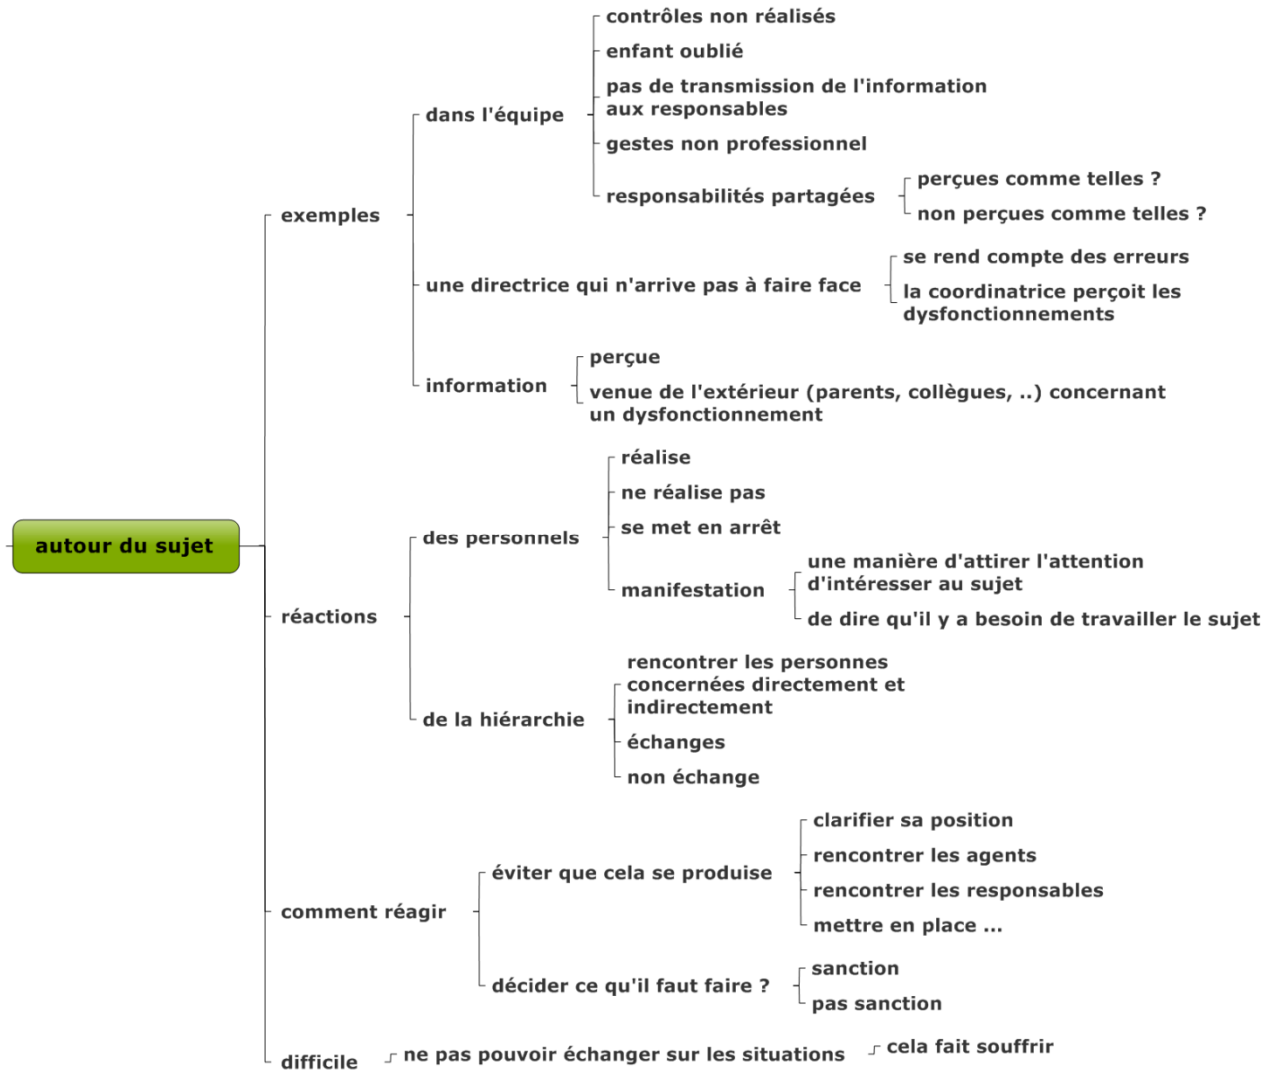 autour du sujet
exemples
dans l'équipe
contrôles non réalisés
enfant oublié
pas de transmission de l'information
aux responsables
gestes non professionnel
responsabilités partagées
perçues comme telles ?
non perçues comme telles ?
une directrice qui n'arrive pas à faire face
se rend compte des erreurs
la coordinatrice perçoit les
dysfonctionnements
information
perçue
venue de l'extérieur (parents, collègues, ..) concernant
un dysfonctionnement
réactions
des personnels
réalise
ne réalise pas
se met en arrêt
manifestation
une manière d'attirer l'attention
d'intéresser au sujet
de dire qu'il y a besoin de travailler le sujet
de la hiérarchie
rencontrer les personnes
concernées directement et
indirectement
échanges
non échange
comment réagir
éviter que cela se produise
clarifier sa position
rencontrer les agents
rencontrer les responsables
mettre en place ...
décider ce qu'il faut faire ?
sanction
pas sanction
difficile
ne pas pouvoir échanger sur les situations
cela fait souffrir